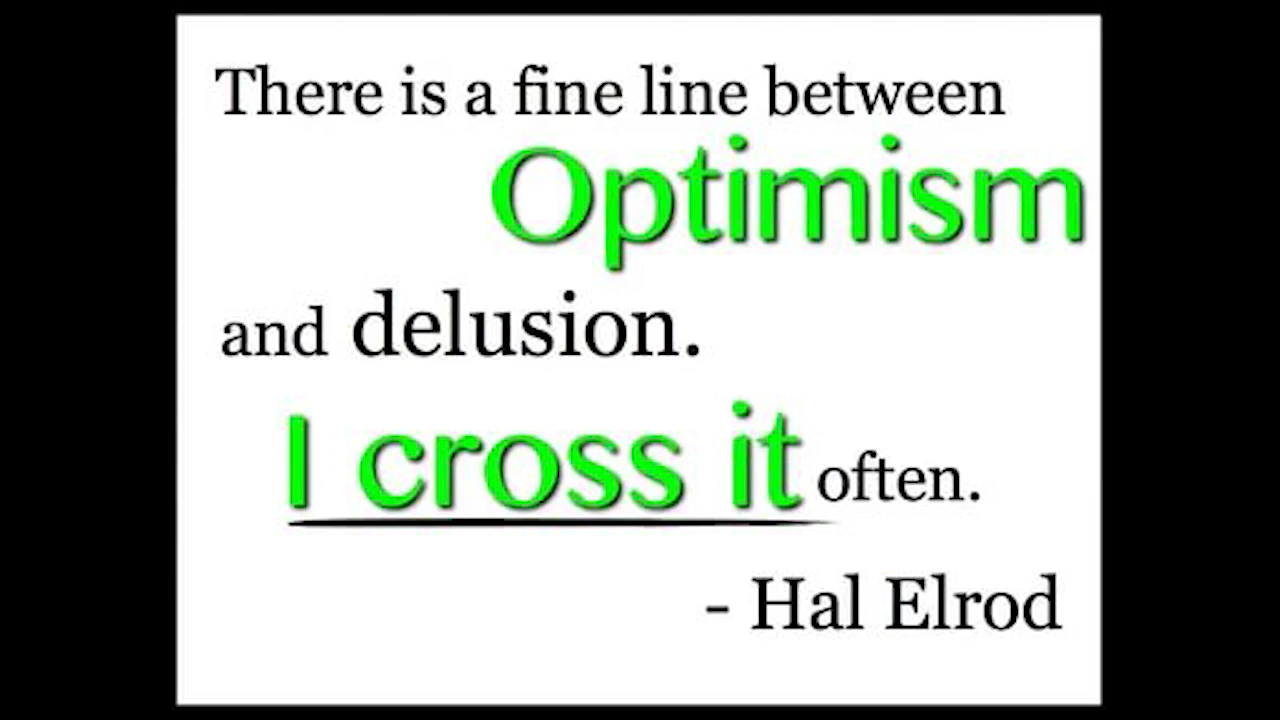 There is a fine line between
Optimism
and delusion.
I cross it often.
- Hal Elrod